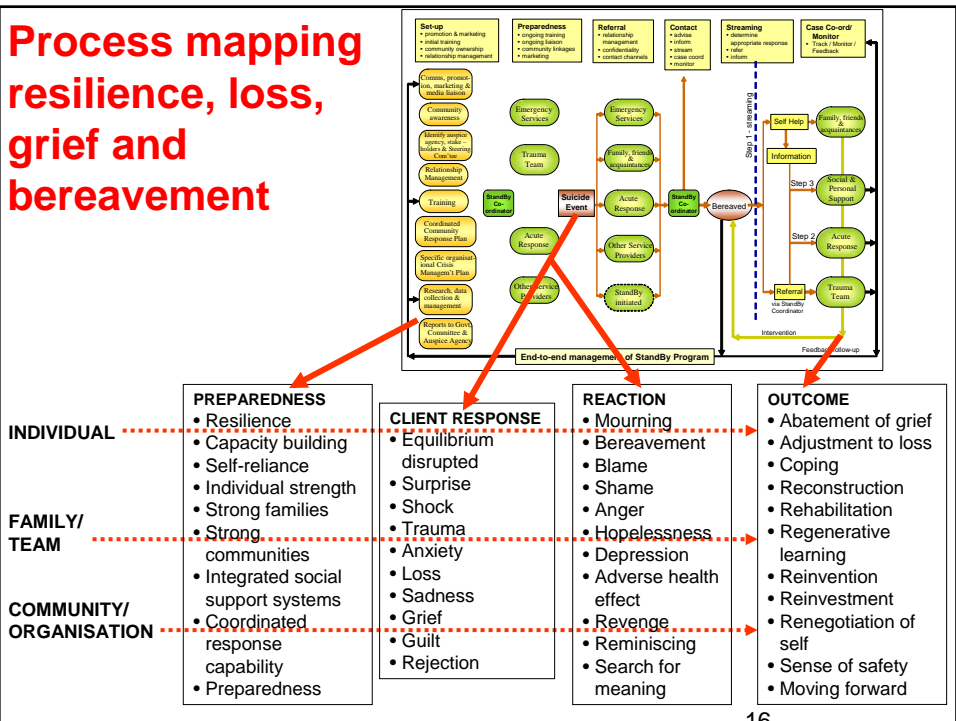 Process mapping
resilience, loss,
grief and
bereavement
Set-up
• promotion & marketing
• initial training
• community ownership
• relationship management
Preparedness
• ongoing training
• ongoing liaison
• community linkages
• marketing
Referral
• relationship
management
• confidentiality
• contact channels
Contact
• advise
• inform
• stream
• case coord
• monitor
Streaming
• determine
appropriate response
• refer
• inform
Case Co-ord/
Monitor
• Track / Monitor /
Feedback
Comms, promot-
ion, marketing &
media liaison
Community
awareness
Identify auspice
agency, stake –
holders & Steering
Com'tee
Relationship
Management
Training
Coordinated
Community
Response Plan
Specific organisat-
ional Crisis
Managem't Plan
Research, data
collection &
management
Reports to Govt,
Committee &
Auspice Agency
StandBy
Co-
ordinator
Emergency
Services
Trauma
Team
Acute
Response
Other Service
Providers
Suicide
Event
Emergency
Services
Family, friends
&
acquaintances
Acute
Response
Other Service
Providers
StandBy
initiated
StandBy
Co-
ordinator
Bereaved
Step 1 - streaming
Self Help
Information
Step 3
Step 2
Referral
via StandBy
Coordinator
Family, friends
&
acquaintances
Social &
Personal
Support
Acute
Response
Trauma
Team
Intervention
Feedback/follow-up
End-to-end management of StandBy Program
INDIVIDUAL
FAMILY/
TEAM
COMMUNITY/
ORGANISATION
PREPAREDNESS
• Resilience
• Capacity building
• Self-reliance
• Individual strength
• Strong families
• Strong
communities
• Integrated social
support systems
• Coordinated
response
capability
• Preparedness
CLIENT RESPONSE
• Equilibrium
disrupted
• Surprise
• Shock
• Trauma
• Anxiety
• Loss
• Sadness
• Grief
• Guilt
• Rejection
REACTION
• Mourning
• Bereavement
• Blame
• Shame
• Anger
• Hopelessness
• Depression
• Adverse health
effect
• Revenge
• Reminiscing
• Search for
meaning
OUTCOME
• Abatement of grief
• Adjustment to loss
• Coping
• Reconstruction
• Rehabilitation
• Regenerative
learning
• Reinvention
• Reinvestment
• Renegotiation of
self
• Sense of safety
• Moving forward
16